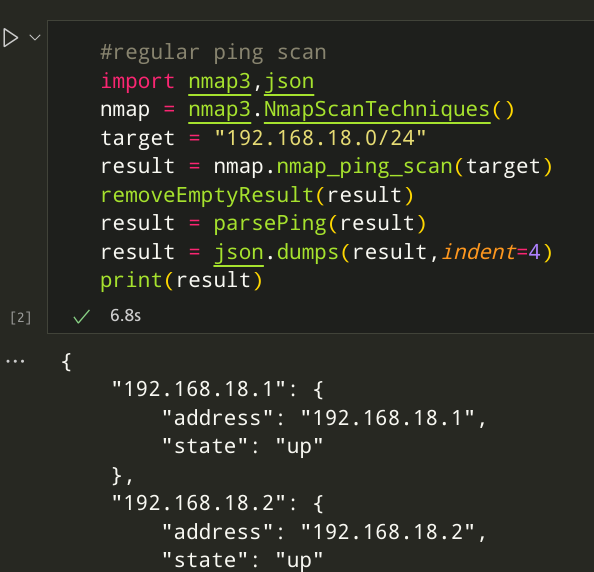 #regular ping scan
import nmap3,json
nmap = nmap3.NmapScanTechniques()
target = "192.168.18.0/24"
result = nmap.nmap_ping_scan(target)
removeEmptyResult(result)
result = parsePing(result)
result = json.dumps(result,indent=4)
print(result)
[2]
6.8s
...
{
    "192.168.18.1": {
        "address": "192.168.18.1",
        "state": "up"
    },
    "192.168.18.2": {
        "address": "192.168.18.2",
        "state": "up"